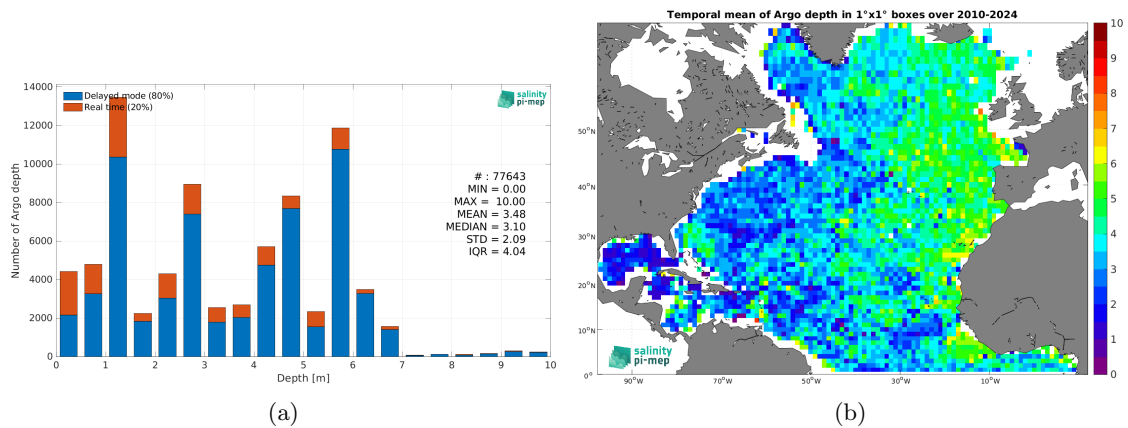 14000
12000
10000
8000
6000
4000
2000
0
Number of Argo depth
Delayed mode (80%)
Real time (20%)
salinity
pi-mep
# : 77643
MIN = 0.00
MAX = 10.00
MEAN = 3.48
MEDIAN = 3.10
STD = 2.09
IQR = 4.04
0 1 2 3 4 5 6 7 8 9 10
Depth [m]
(a)
Temporal mean of Argo depth in 1°x1° boxes over 2010-2024
50°N
40°N
30°N
20°N
10°N
0°
90°W 70°W 50°W 30°W 10°W
salinity
pi-mep
10
9
8
7
6
5
4
3
2
1
0
(b)